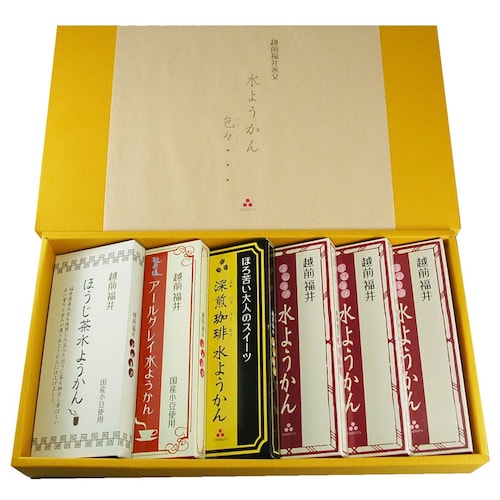 越前福井米又
水ようかん
色々・・・
越前福井
ほうじ茶水ようかん
国産小豆使用
越前福井
アールグレイ水ようかん
国産小豆使用
ほろ苦い大人のスイーツ
深煎珈琲水ようかん
越前福井
水ようかん
越前福井
水ようかん
越前福井
水ようかん